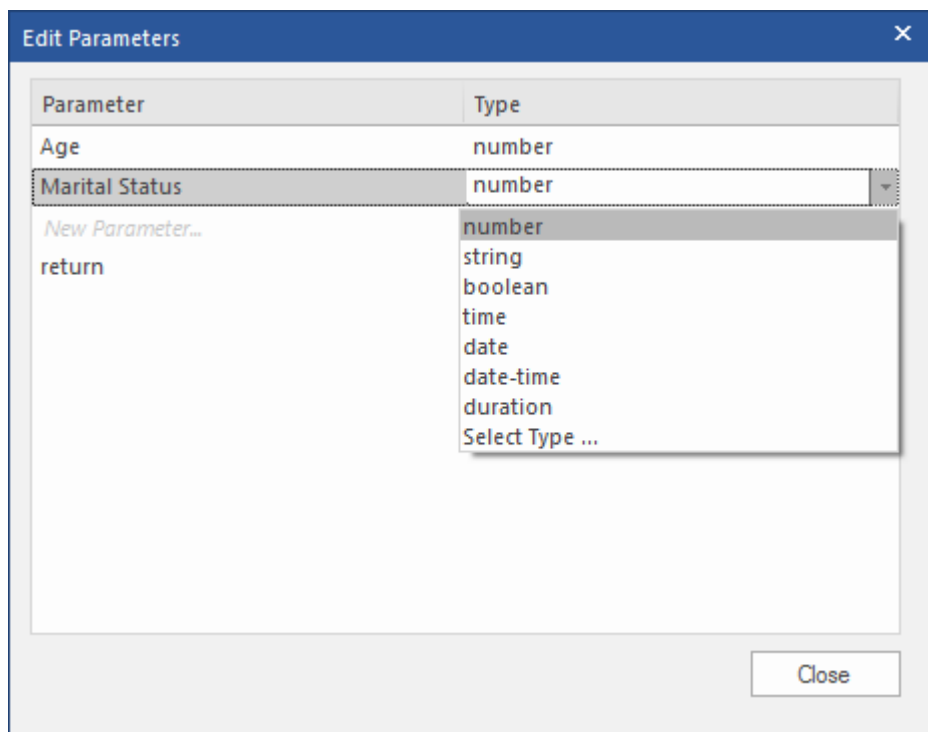 Edit Parameters
Parameter Type
Age number
Marital Status number
New Parameter... number
return string
boolean
time
date
date-time
duration
Select Type ...
Close